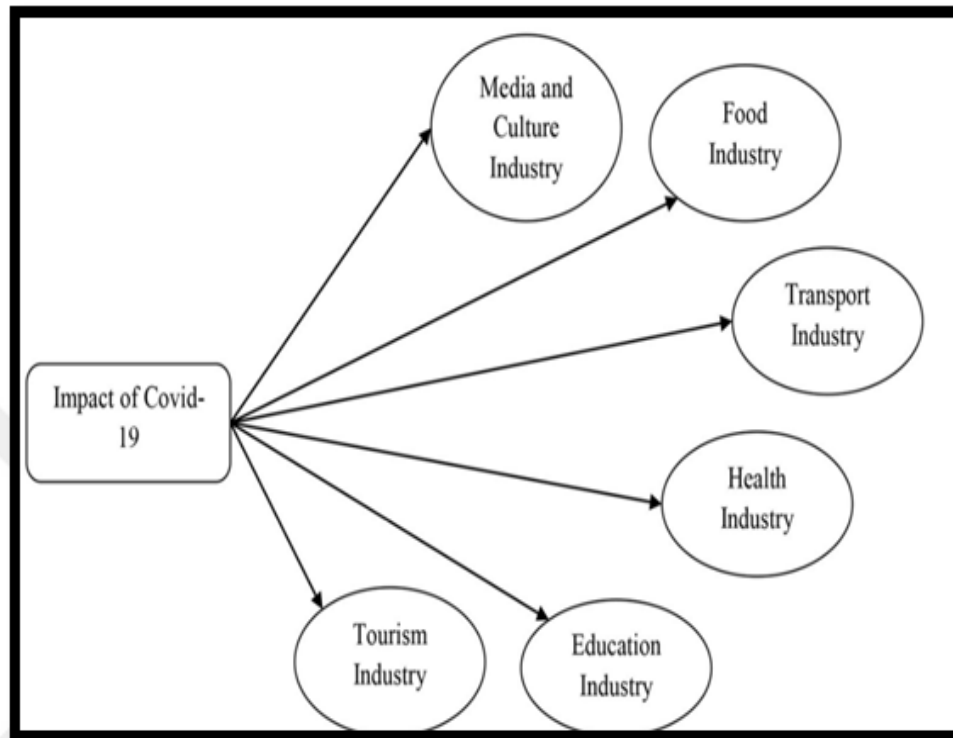 Media and
Culture
Industry
Food
Industry
Transport
Industry
Impact of Covid-
19
Health
Industry
Tourism
Industry
Education
Industry